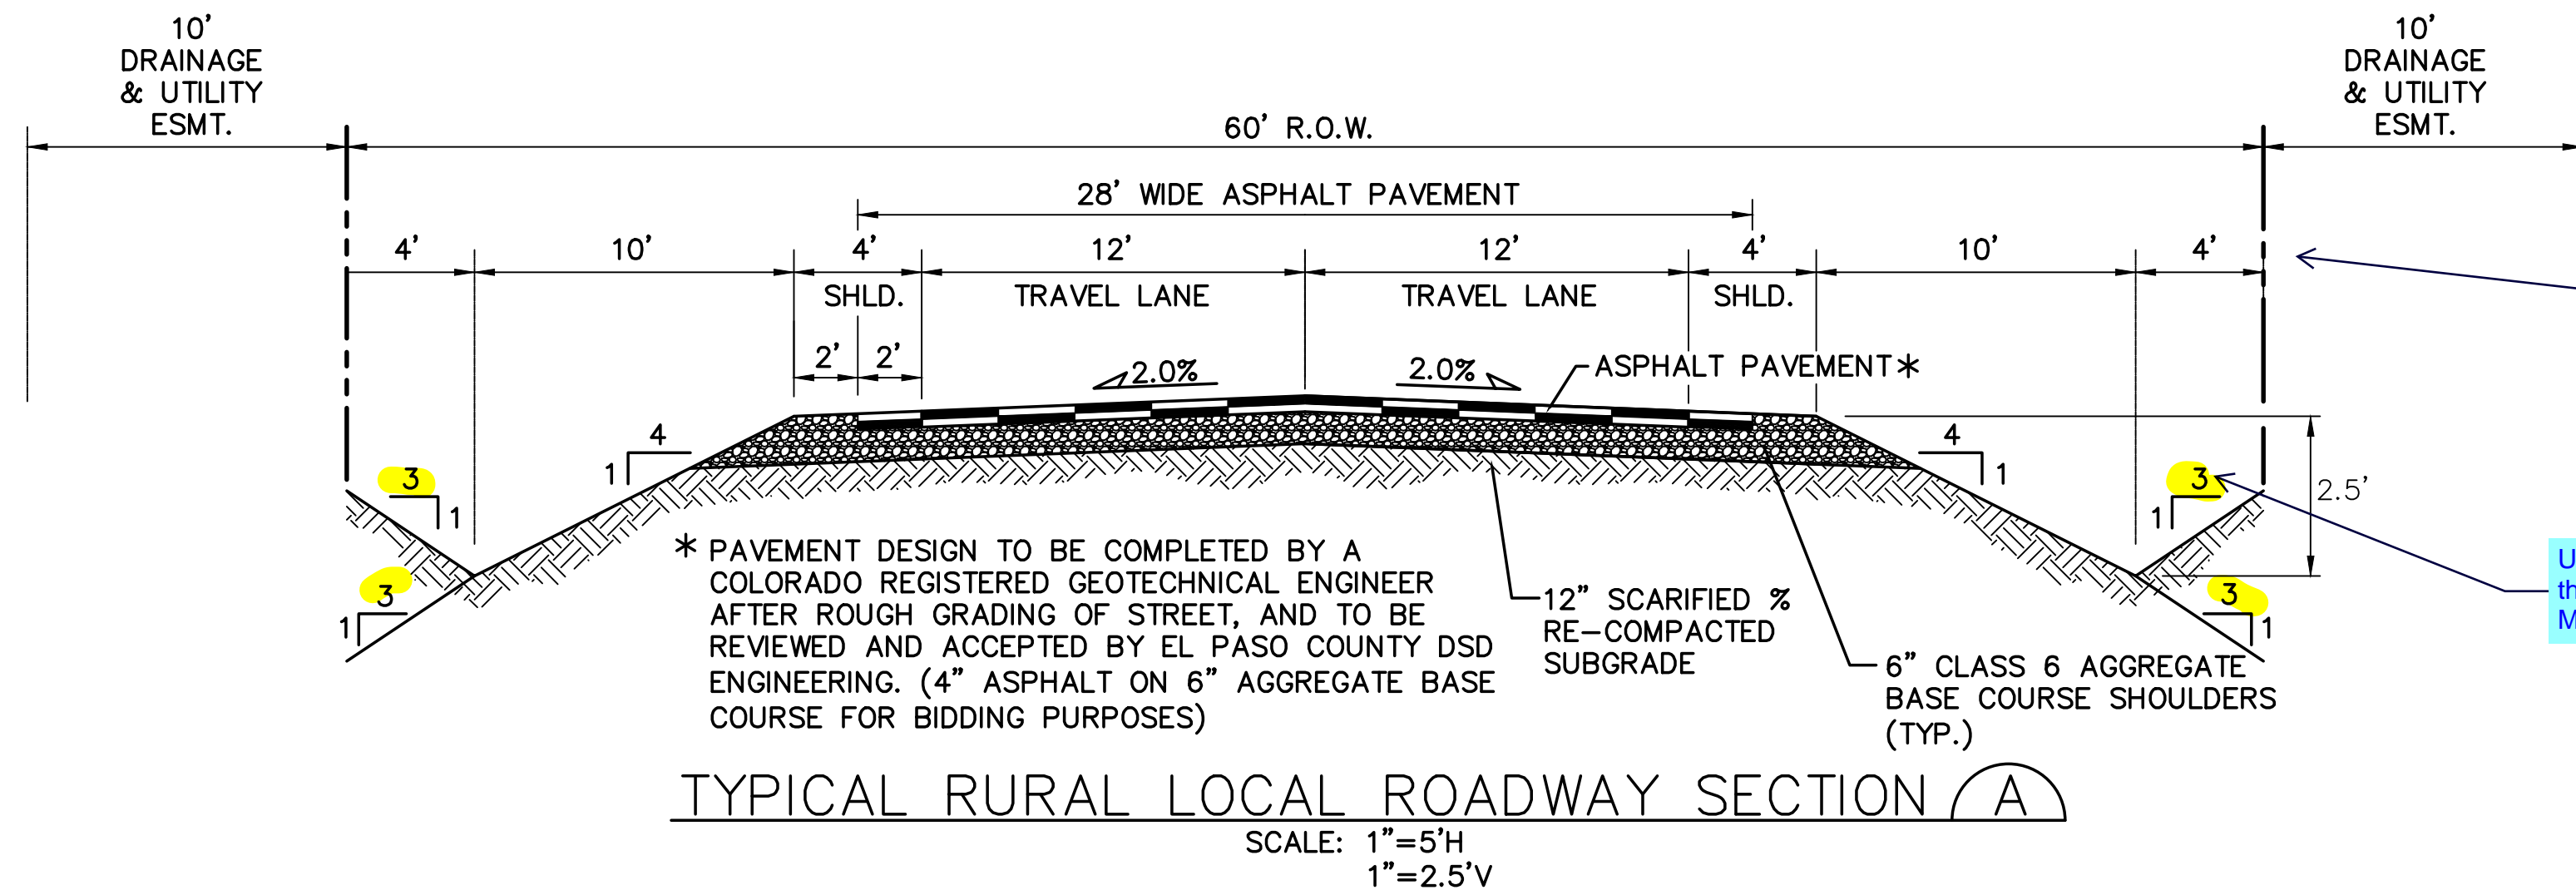 10'
DRAINAGE
& UTILITY
ESMT.
10'
DRAINAGE
& UTILITY
ESMT.
60' R.O.W.
28' WIDE ASPHALT PAVEMENT
4' 10' 4' 12' 12' 4' 10' 4'
SHLD. TRAVEL LANE TRAVEL LANE SHLD.
2' 2'
2.0% 2.0%
ASPHALT PAVEMENT*
4
1
4
1
3
1
3
1
2.5'
3
1
3
1
* PAVEMENT DESIGN TO BE COMPLETED BY A
COLORADO REGISTERED GEOTECHNICAL ENGINEER
AFTER ROUGH GRADING OF STREET, AND TO BE
REVIEWED AND ACCEPTED BY EL PASO COUNTY DSD
ENGINEERING. (4" ASPHALT ON 6" AGGREGATE BASE
COURSE FOR BIDDING PURPOSES)
12" SCARIFIED %
RE-COMPACTED
SUBGRADE
6" CLASS 6 AGGREGATE
BASE COURSE SHOULDERS
(TYP.)
TYPICAL RURAL LOCAL ROADWAY SECTION A
SCALE: 1"=5'H
1"=2.5'V